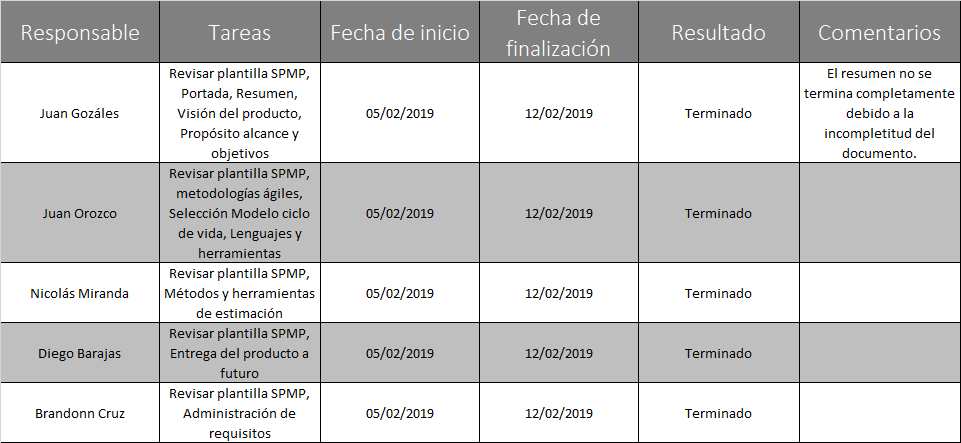 Responsable Tareas Fecha de inicio Fecha de finalización Resultado Comentarios
Juan Gozáles
Revisar plantilla SPMP,
Portada, Resumen,
Visión del producto,
Propósito alcance y
objetivos
05/02/2019
12/02/2019
Terminado
El resumen no se
termina completamente
debido a la
incompletitud del
documento.
Juan Orozco
Revisar plantilla SPMP,
metodologías ágiles,
Selección Modelo ciclo
de vida, Lenguajes y
herramientas
05/02/2019
12/02/2019
Terminado
Nicolás Miranda
Revisar plantilla SPMP,
Métodos y herramientas
de estimación
05/02/2019
12/02/2019
Terminado
Diego Barajas
Revisar plantilla SPMP,
Entrega del producto a
futuro
05/02/2019
12/02/2019
Terminado
Brandonn Cruz
Revisar plantilla SPMP,
Administración de
requisitos
05/02/2019
12/02/2019
Terminado